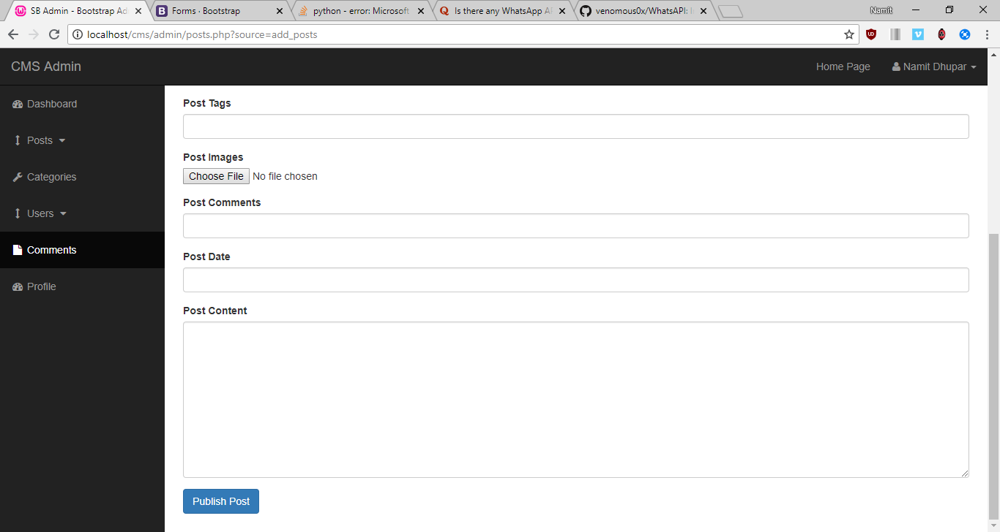 SB Admin - Bootstrap Ad
Forms · Bootstrap
python - error: Microsoft
Is there any WhatsApp A
venomous0x/WhatsAPI: I
Namit
localhost/cms/admin/posts.php?source=add_posts
CMS Admin
Home Page
Namit Dhupar
Dashboard
Posts
Categories
Users
Comments
Profile
Post Tags
Post Images
Choose File No file chosen
Post Comments
Post Date
Post Content
Publish Post